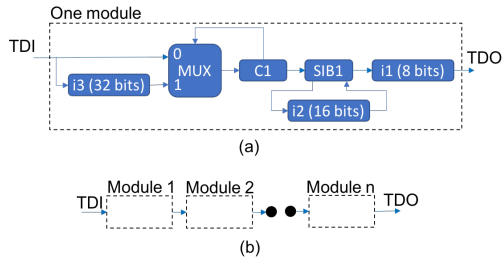 One module
TDI
TDO
0
MUX
1
C1
SIB1
i1 (8 bits)
i3 (32 bits)
i2 (16 bits)
(a)
Module 1 Module 2 Module n
TDI
TDO
(b)